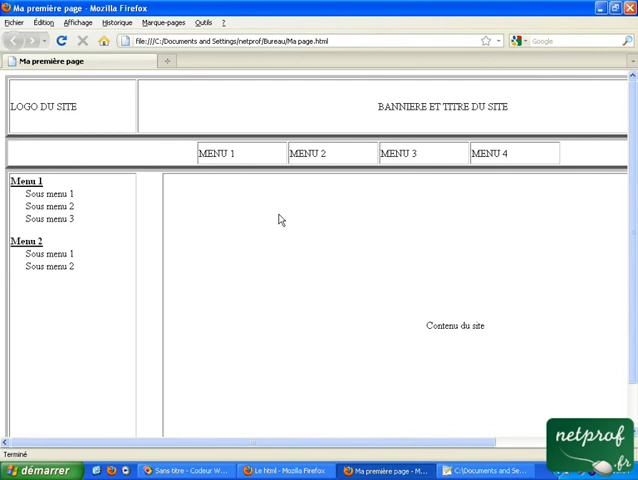 Ma première page - Mozilla Firefox
Fichier Édition Affichage Historique Marque-pages Outils ?
file:///C:/Documents and Settings/netprof/Bureau/Ma page.html
Google
Ma première page
LOGO DU SITE
BANNIERE ET TITRE DU SITE
MENU 1 MENU 2 MENU 3 MENU 4
Menu 1
Sous menu 1
Sous menu 2
Sous menu 3
Menu 2
Sous menu 1
Sous menu 2
Contenu du site
netprof
.fr
Terminé
démarrer
Sans titre - Codeur W...
Le html - Mozilla Firefox
Ma première page - M...
C:\Documents and Se...